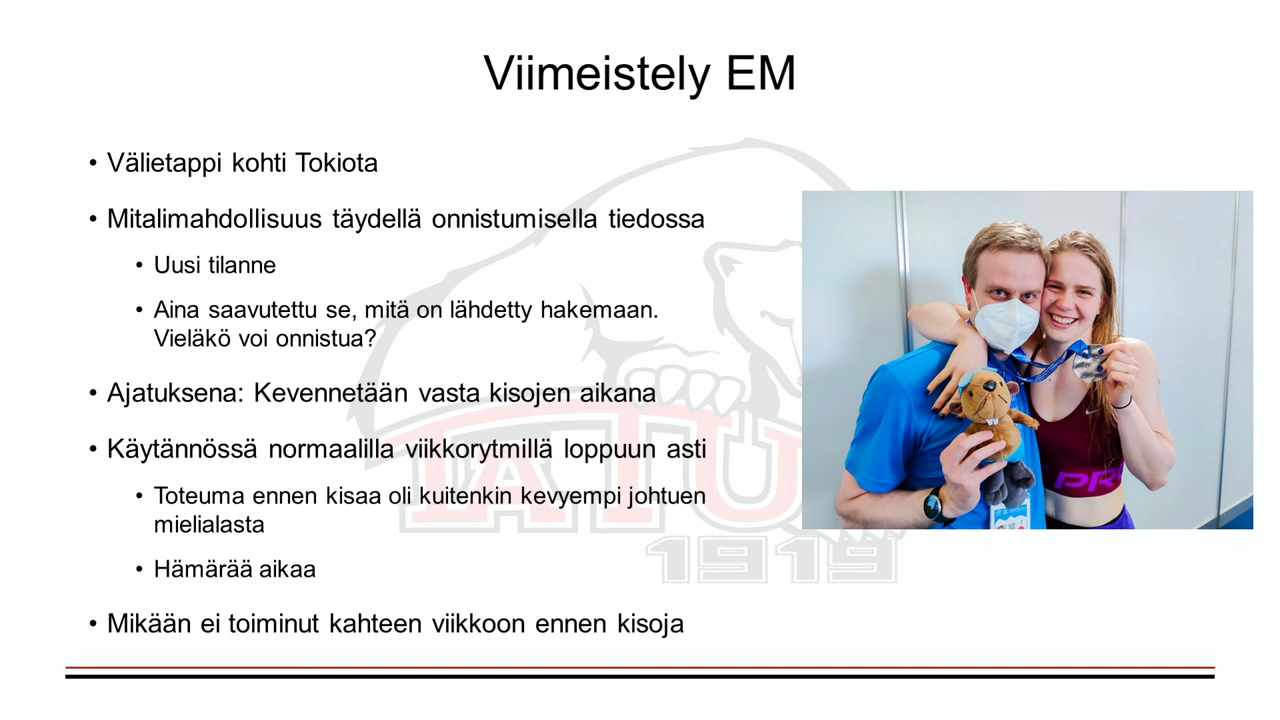 Viimeistely EM
• Välietappi kohti Tokiota
• Mitalimahdollisuus täydellä onnistumisella tiedossa
• Uusi tilanne
• Aina saavutettu se, mitä on lähdetty hakemaan.
Vieläkö voi onnistua?
• Ajatuksena: Kevennetään vasta kisojen aikana
• Käytännössä normaalilla viikkorytmillä loppuun asti
• Toteuma ennen kisaa oli kuitenkin kevyempi johtuen
mielialasta
• Hämärää aikaa
• Mikään ei toiminut kahteen viikkoon ennen kisoja
1919